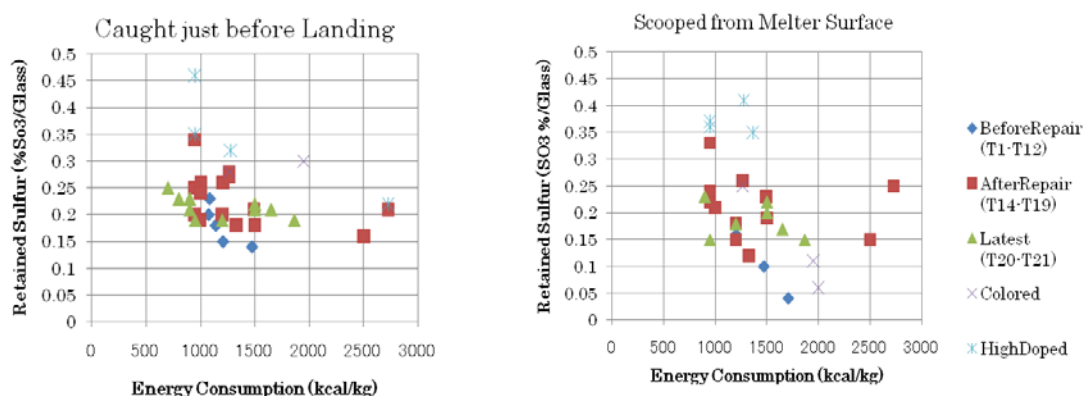 Caught just before Landing
0.5
0.45
0.4
0.35
0.3
0.25
0.2
0.15
0.1
0.05
0
0 500 1000 1500 2000 2500 3000
Retained Sulfur (%So3/Glass)
Energy Consumption (kcal/kg)
Scooped from Melter Surface
0.5
0.45
0.4
0.35
0.3
0.25
0.2
0.15
0.1
0.05
0
0 500 1000 1500 2000 2500 3000
Retained Sulfur (SO3 %/Glass)
Energy Consumption (kcal/kg)
BeforeRepair
(T1-T12)
AfterRepair
(T14-T19)
Latest
(T20-T21)
Colored
HighDoped